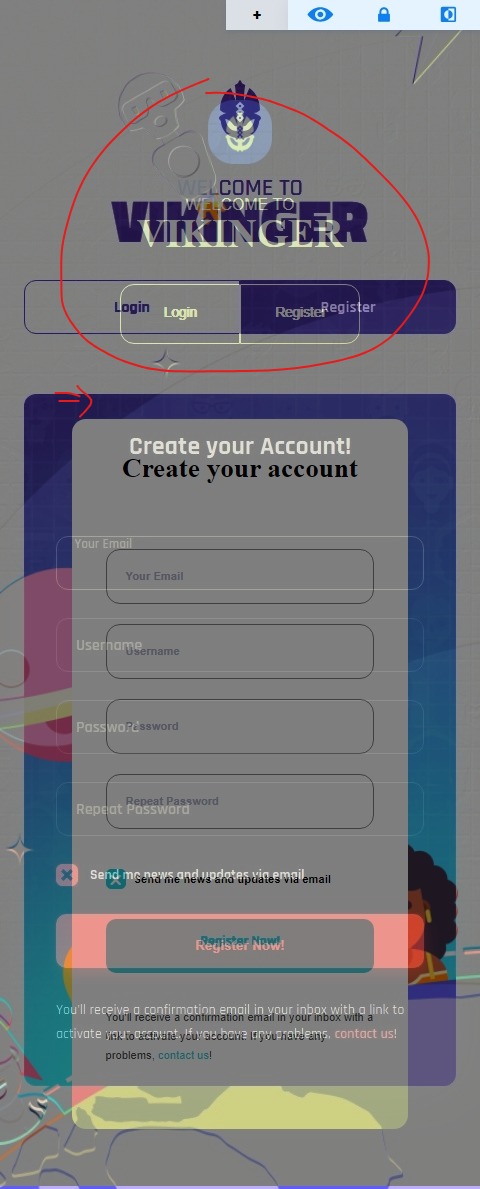 +
WELCOME TO
WELCOME TO
VIKINGER
VIKINGER
Login
Login
Register
Register
Create your Account!
Create your account
Your Email
Your Email
Username
Username
Password
Password
Repeat Password
Repeat Password
Send me news and updates via email
Send me news and updates via email
Register Now!
Register Now!
You'll receive a confirmation email in your inbox with a link to
activate your account. If you have any problems, contact us!
You'll receive a confirmation email in your inbox with a
link to activate your account. If you have any
problems, contact us!